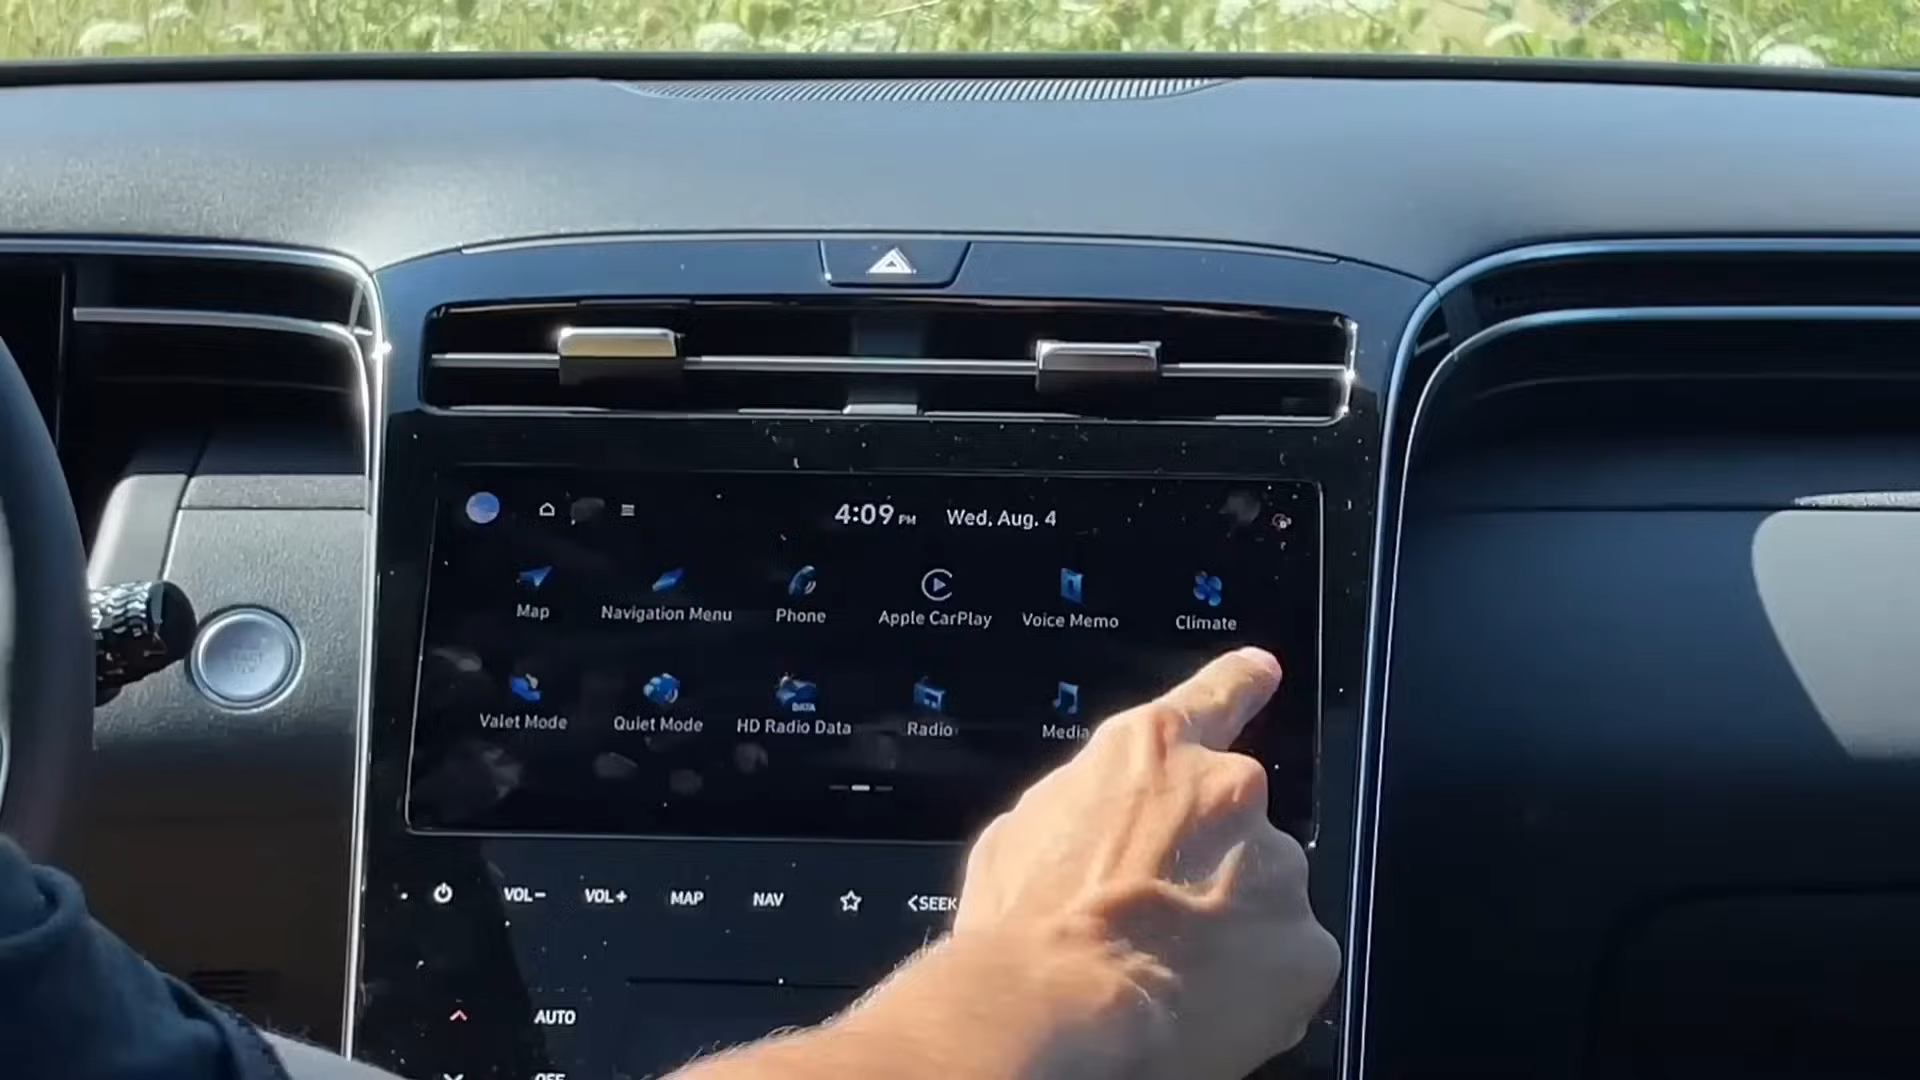 4:09 PM Wed, Aug. 4
Map Navigation Menu Phone Apple CarPlay Voice Memo Climate
Valet Mode Quiet Mode HD Radio Data Radio Media
VOL- VOL+ MAP NAV <SEEK
AUTO
OFF